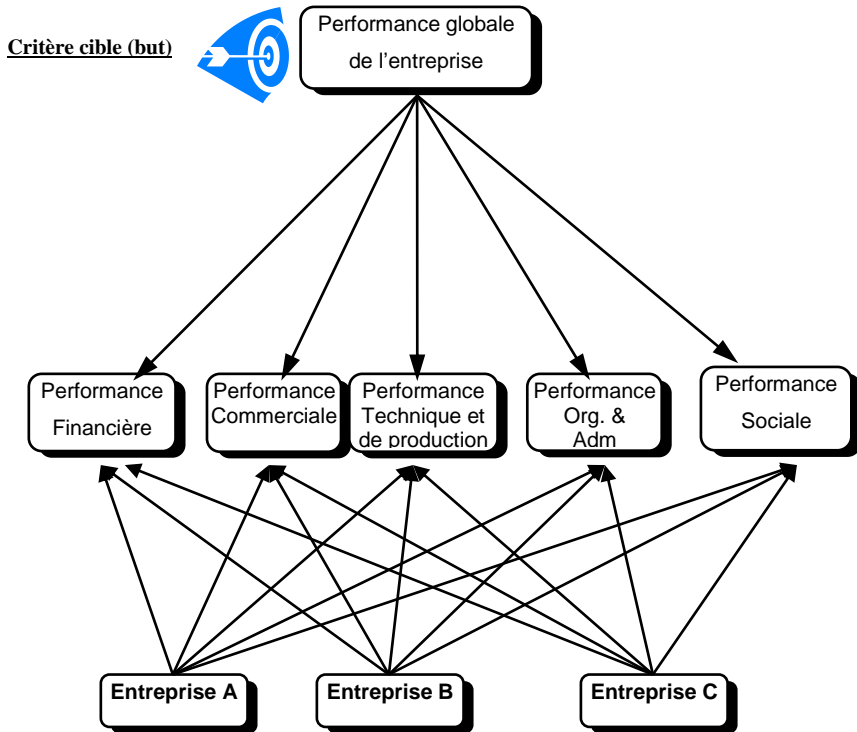 Critère cible (but)
Performance globale
de l'entreprise
Performance
Financière
Performance
Commerciale
Performance
Technique et
de production
Performance
Org. &
Adm
Performance
Sociale
Entreprise A
Entreprise B
Entreprise C